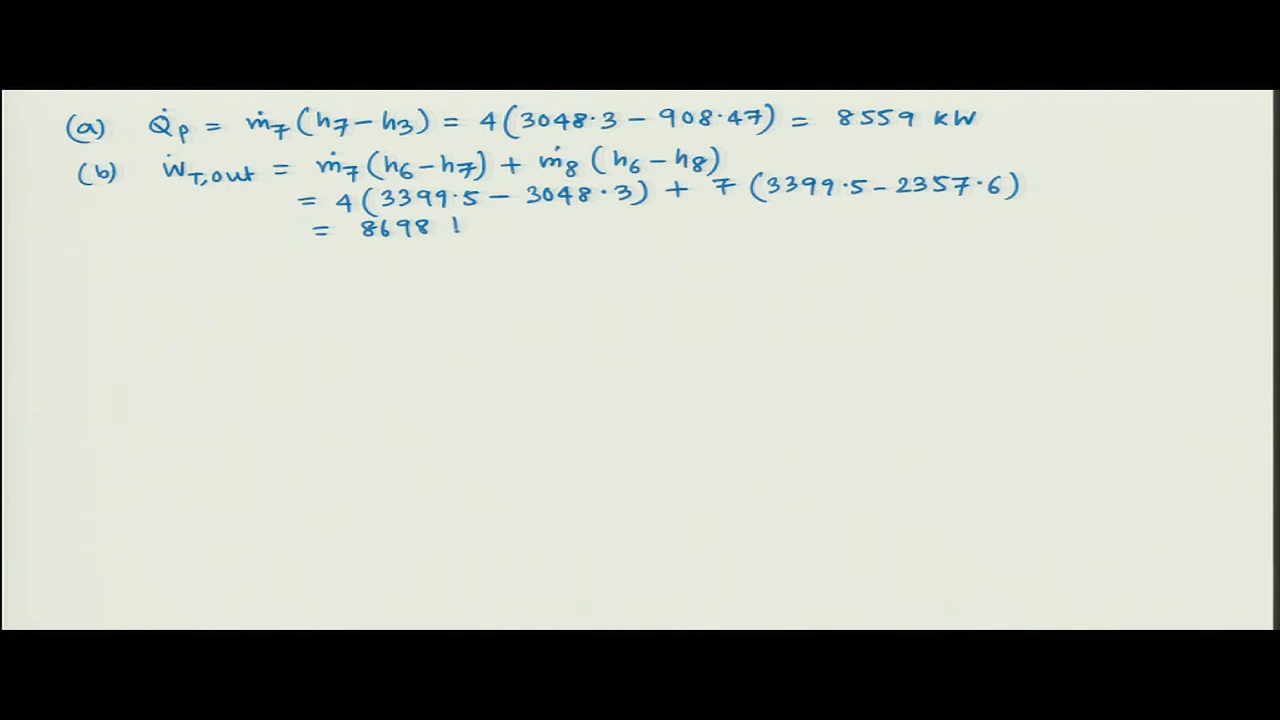 (a) Q̇p = ṁ7(h7 − h3) = 4(3048·3 − 908·47) = 8559 kW
(b) ẆT,out = ṁ7(h6 − h7) + ṁ8(h6 − h8)
= 4(3399·5 − 3048·3) + 7(3399·5 − 2357·6)
= 8698